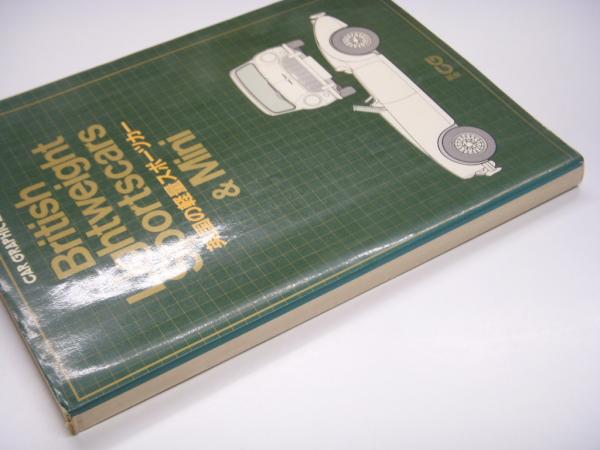 CAR GRAPHIC
British
Lightweight
Sportscars
& Mini
英国の軽量スポーツカー
CG